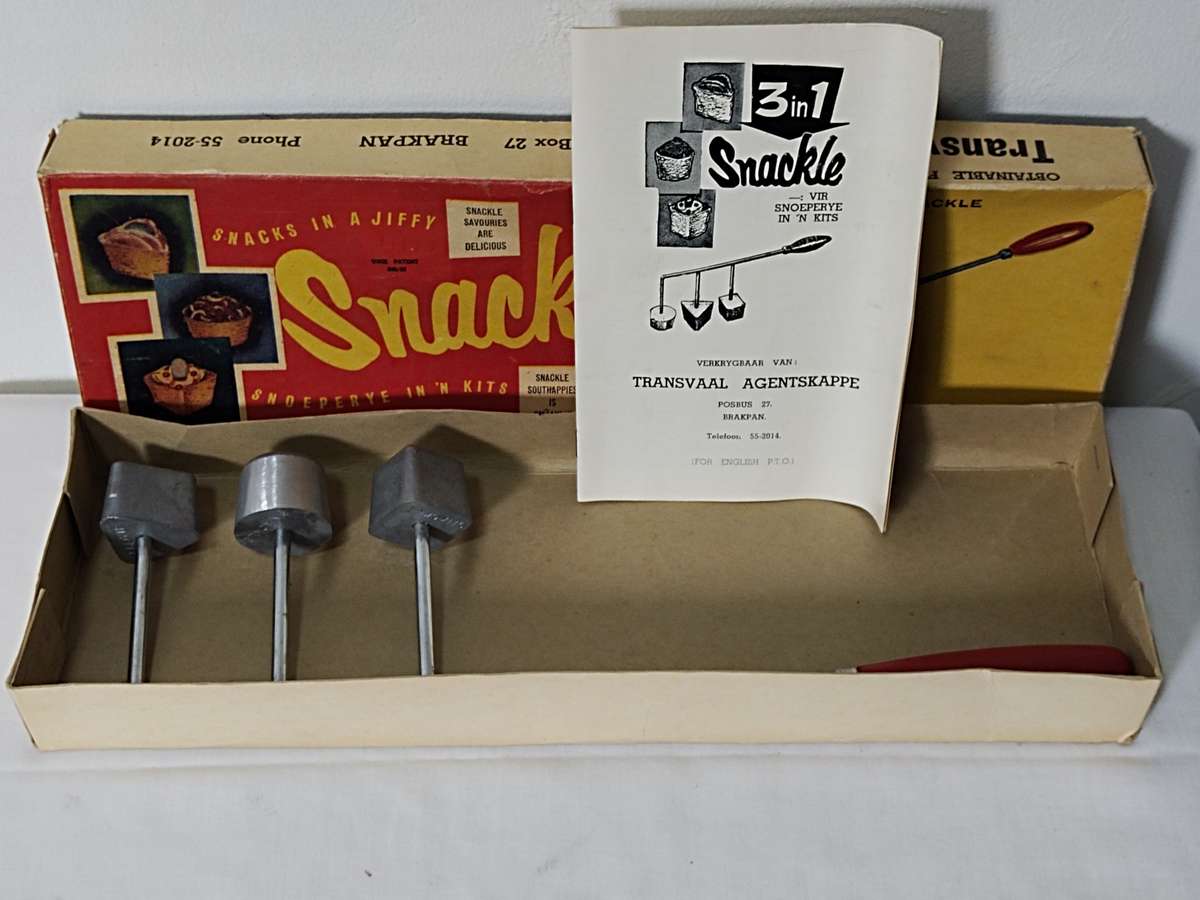 Phone 55-2014 BRAKPAN Box 27
Trans
OBTAINABLE
SNACKS IN A JIFFY
SNACKLE
SAVOURIES
ARE
DELICIOUS
Snack
SNOEPERYE IN 'N KITS
SNACKLE
SOUTHAPPIES
IS
CKLE
3 in 1
Snackle
—: VIR
SNOEPERYE
IN 'N KITS
VERKRYGBAAR VAN:
TRANSVAAL AGENTSKAPPE
POSBUS 27,
BRAKPAN.
Telefoon: 55-2014.
(FOR ENGLISH P.T.O.)